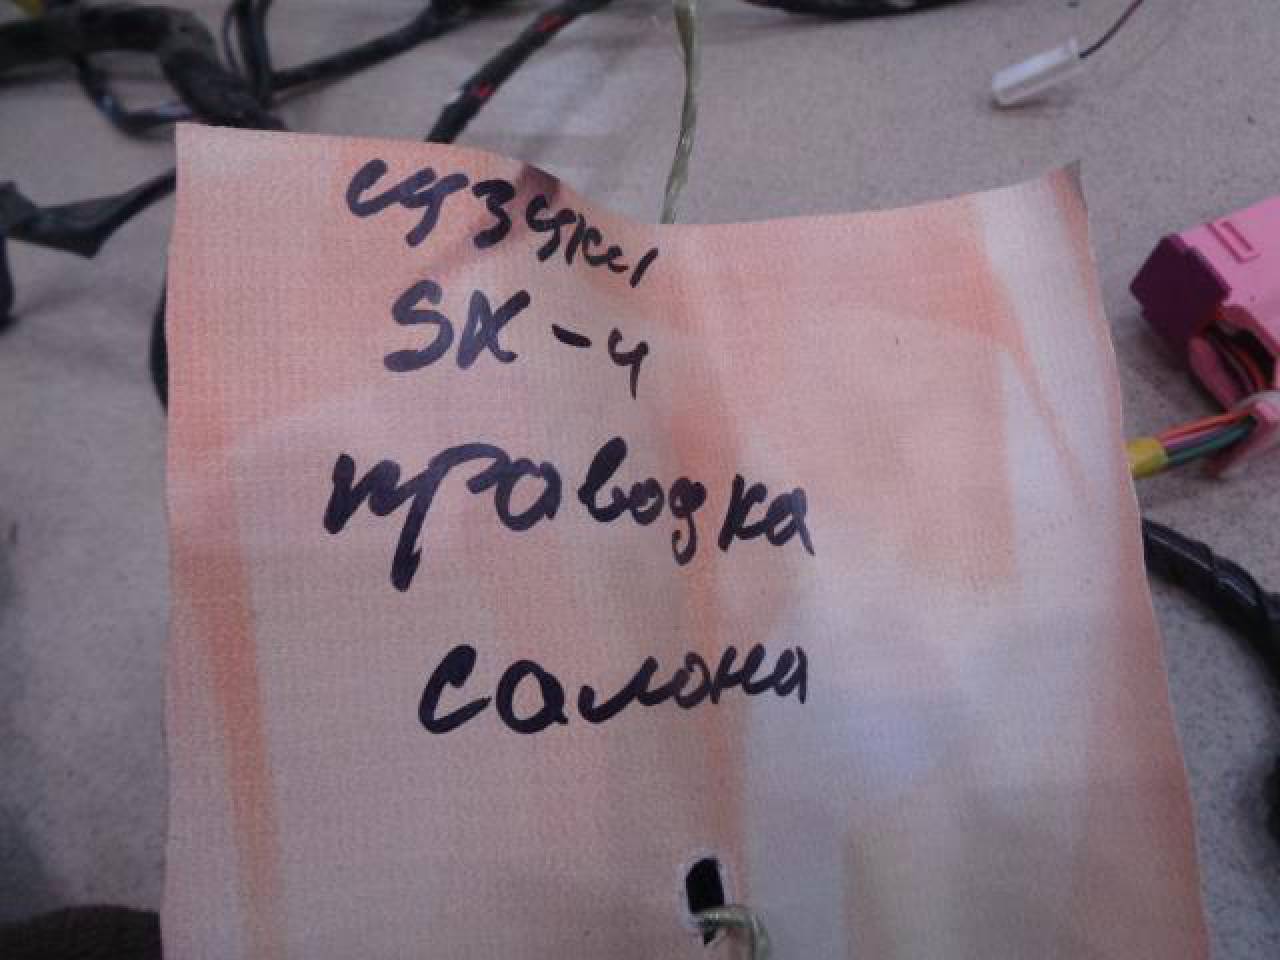 сузуки
SX-4
проводка
салона